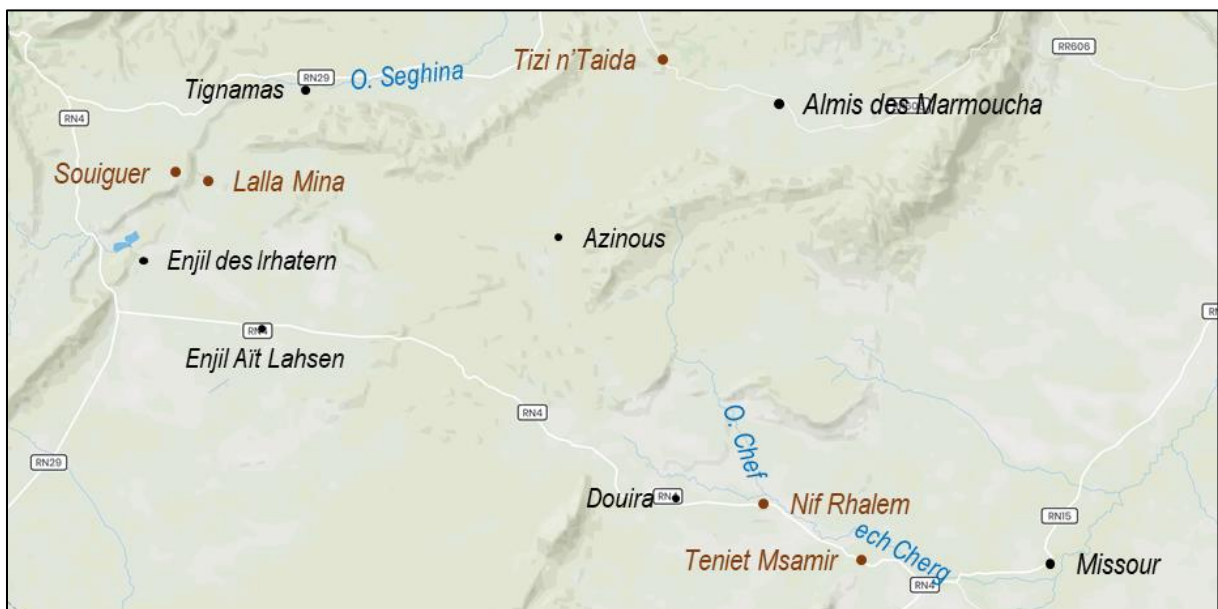 Tizi n'Taida
RR606
RN29
O. Seghina
Tignamas
Almis des Marmoucha
RN4
Souiguer
Lalla Mina
Azinous
Enjil des Irhatern
RN4
Enjil Aït Lahsen
RN4
O. Chef
RN29
Douira
Nif Rhalem
RN15
ech Cherg
Teniet Msamir
Missour
RN4